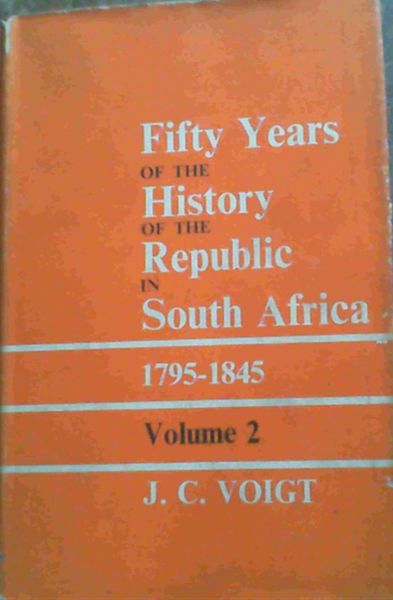 Fifty Years
OF THE
History
OF THE
Republic
IN
South Africa
1795-1845
Volume 2
J. C. VOIGT